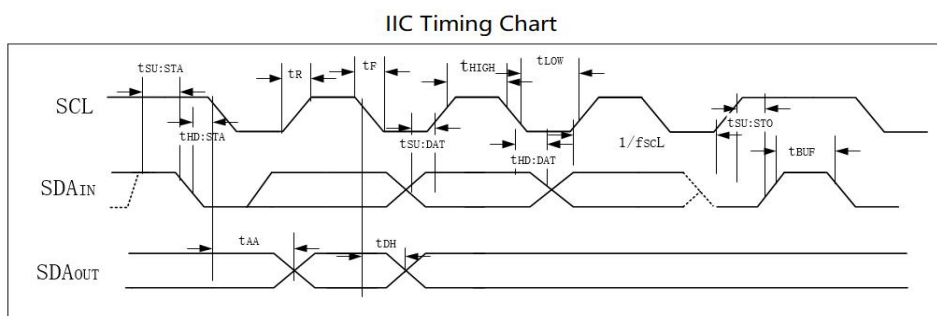 IIC Timing Chart
tSU:STA
tR
tF
tHIGH
tLOW
SCL
tHD:STA
tSU:DAT
tHD:DAT
1/fSCL
tSU:STO
tBUF
SDAIN
tAA
tDH
SDAOUT